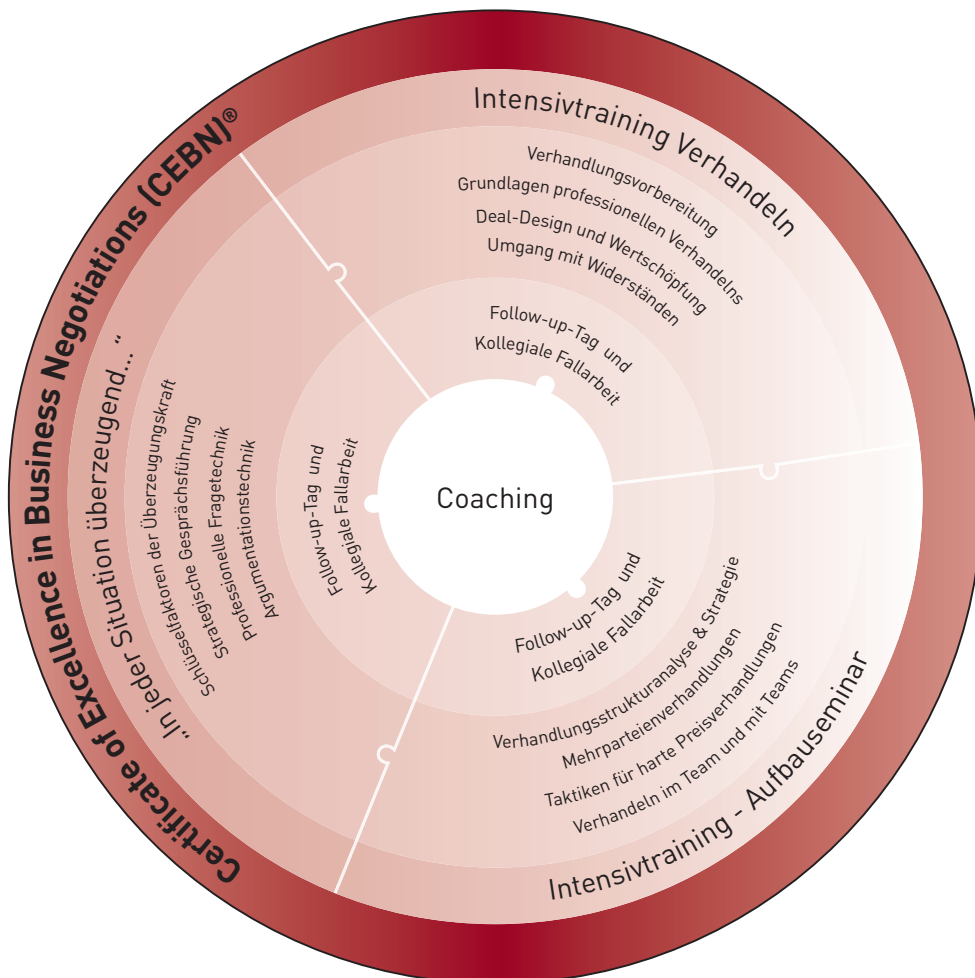 Certificate of Excellence in Business Negotiations (CEBN)®
Intensivtraining Verhandeln
Verhandlungsvorbereitung
Grundlagen professionellen Verhandelns
Deal-Design und Wertschöpfung
Umgang mit Widerständen
Follow-up-Tag und
Kollegiale Fallarbeit
„In jeder Situation überzeugend... “
Schlüsselfaktoren der Überzeugungskraft
Strategische Gesprächsführung
Professionelle Fragetechnik
Argumentationstechnik
Follow-up-Tag und
Kollegiale Fallarbeit
Coaching
Follow-up-Tag und
Kollegiale Fallarbeit
Verhandlungsstrukturanalyse & Strategie
Mehrparteienverhandlungen
Taktiken für harte Preisverhandlungen
Verhandeln im Team und mit Teams
Intensivtraining - Aufbauseminar